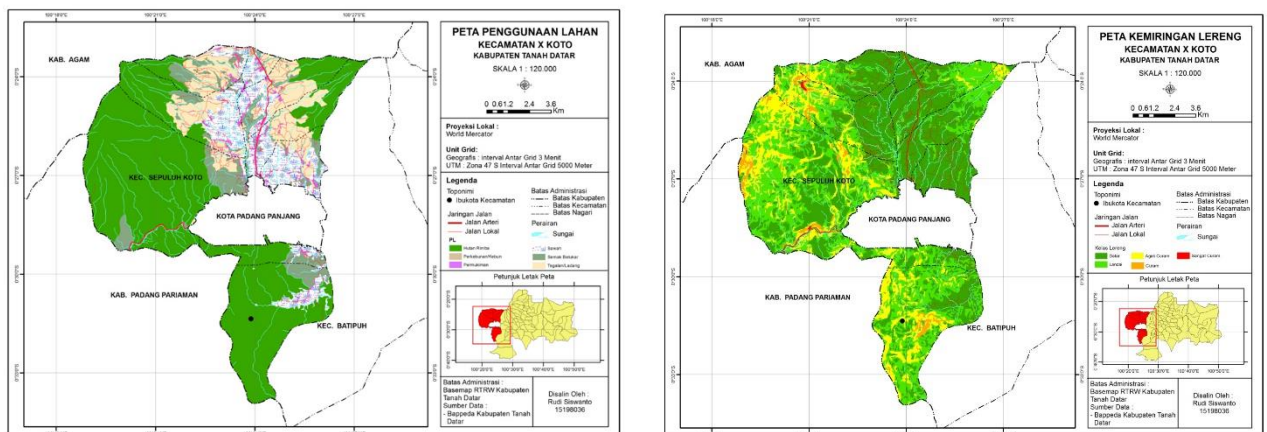 PETA PENGGUNAAN LAHAN
KECAMATAN X KOTO
KABUPATEN TANAH DATAR
SKALA 1 : 120.000
0 0.61.2 2.4 3.6
Km
Proyeksi Lokal :
World Mercator
Unit Grid:
Geografis : interval Antar Grid 3 Menit
UTM : Zona 47 S Interval Antar Grid 5000 Meter
Legenda
Toponimi
Ibukota Kecamatan
Jaringan Jalan
Jalan Arteri
Jalan Lokal
Batas Administrasi
Batas Kabupaten
Batas Kecamatan
Batas Nagari
Perairan
Sungai
PL
Hutan Rimba
Perkebunan/Kebun
Permukiman
Sawah
Semak Belukar
Tegalan/Ladang
Petunjuk Letak Peta
Batas Administrasi :
Basemap RTRW Kabupaten
Tanah Datar
Sumber Data :
- Bappeda Kabupaten Tanah
Datar
Disalin Oleh :
Rudi Siswanto
15198036
KAB. AGAM
KEC. SEPULUH KOTO
KOTA PADANG PANJANG
KAB. PADANG PARIAMAN
KEC. BATIPUH
PETA KEMIRINGAN LERENG
KECAMATAN X KOTO
KABUPATEN TANAH DATAR
SKALA 1 : 120.000
0 0.61.2 2.4 3.6
Km
Proyeksi Lokal :
World Mercator
Unit Grid:
Geografis : interval Antar Grid 3 Menit
UTM : Zona 47 S Interval Antar Grid 5000 Meter
Legenda
Toponimi
Ibukota Kecamatan
Jaringan Jalan
Jalan Arteri
Jalan Lokal
Batas Administrasi
Batas Kabupaten
Batas Kecamatan
Batas Nagari
Perairan
Sungai
Kelas Lereng
Datar
Landai
Agak Curam
Curam
Sangat Curam
Petunjuk Letak Peta
Batas Administrasi :
Basemap RTRW Kabupaten
Tanah Datar
Sumber Data :
- Bappeda Kabupaten Tanah
Datar
Disalin Oleh :
Rudi Siswanto
15198036
KAB. AGAM
KEC. SEPULUH KOTO
KOTA PADANG PANJANG
KAB. PADANG PARIAMAN
KEC. BATIPUH